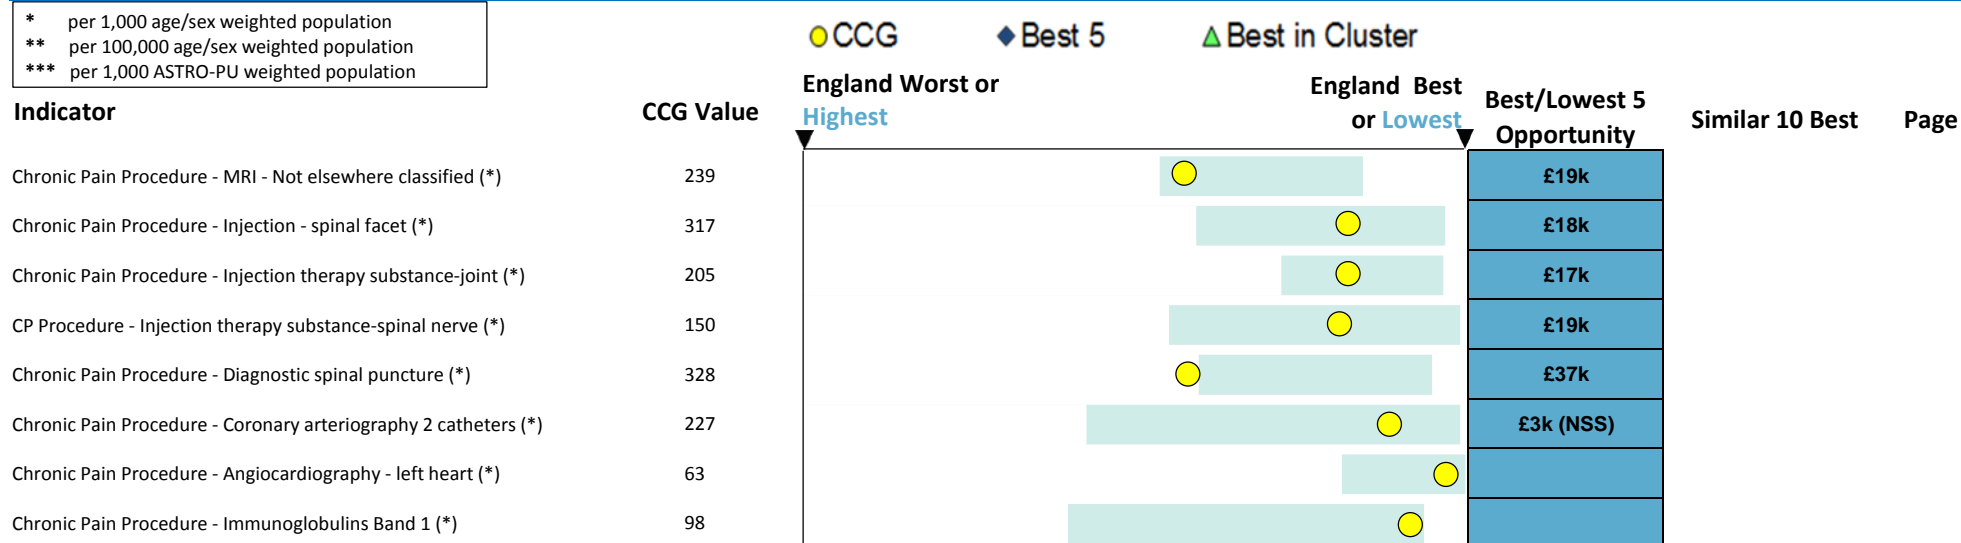 * per 1,000 age/sex weighted population
** per 100,000 age/sex weighted population
*** per 1,000 ASTRO-PU weighted population
CCG Best 5 Best in Cluster
Indicator CCG Value England Worst or Highest England Best or Lowest Best/Lowest 5 Opportunity Similar 10 Best Page
Chronic Pain Procedure - MRI - Not elsewhere classified (*) 239 £19k
Chronic Pain Procedure - Injection - spinal facet (*) 317 £18k
Chronic Pain Procedure - Injection therapy substance-joint (*) 205 £17k
CP Procedure - Injection therapy substance-spinal nerve (*) 150 £19k
Chronic Pain Procedure - Diagnostic spinal puncture (*) 328 £37k
Chronic Pain Procedure - Coronary arteriography 2 catheters (*) 227 £3k (NSS)
Chronic Pain Procedure - Angiocardiography - left heart (*) 63
Chronic Pain Procedure - Immunoglobulins Band 1 (*) 98